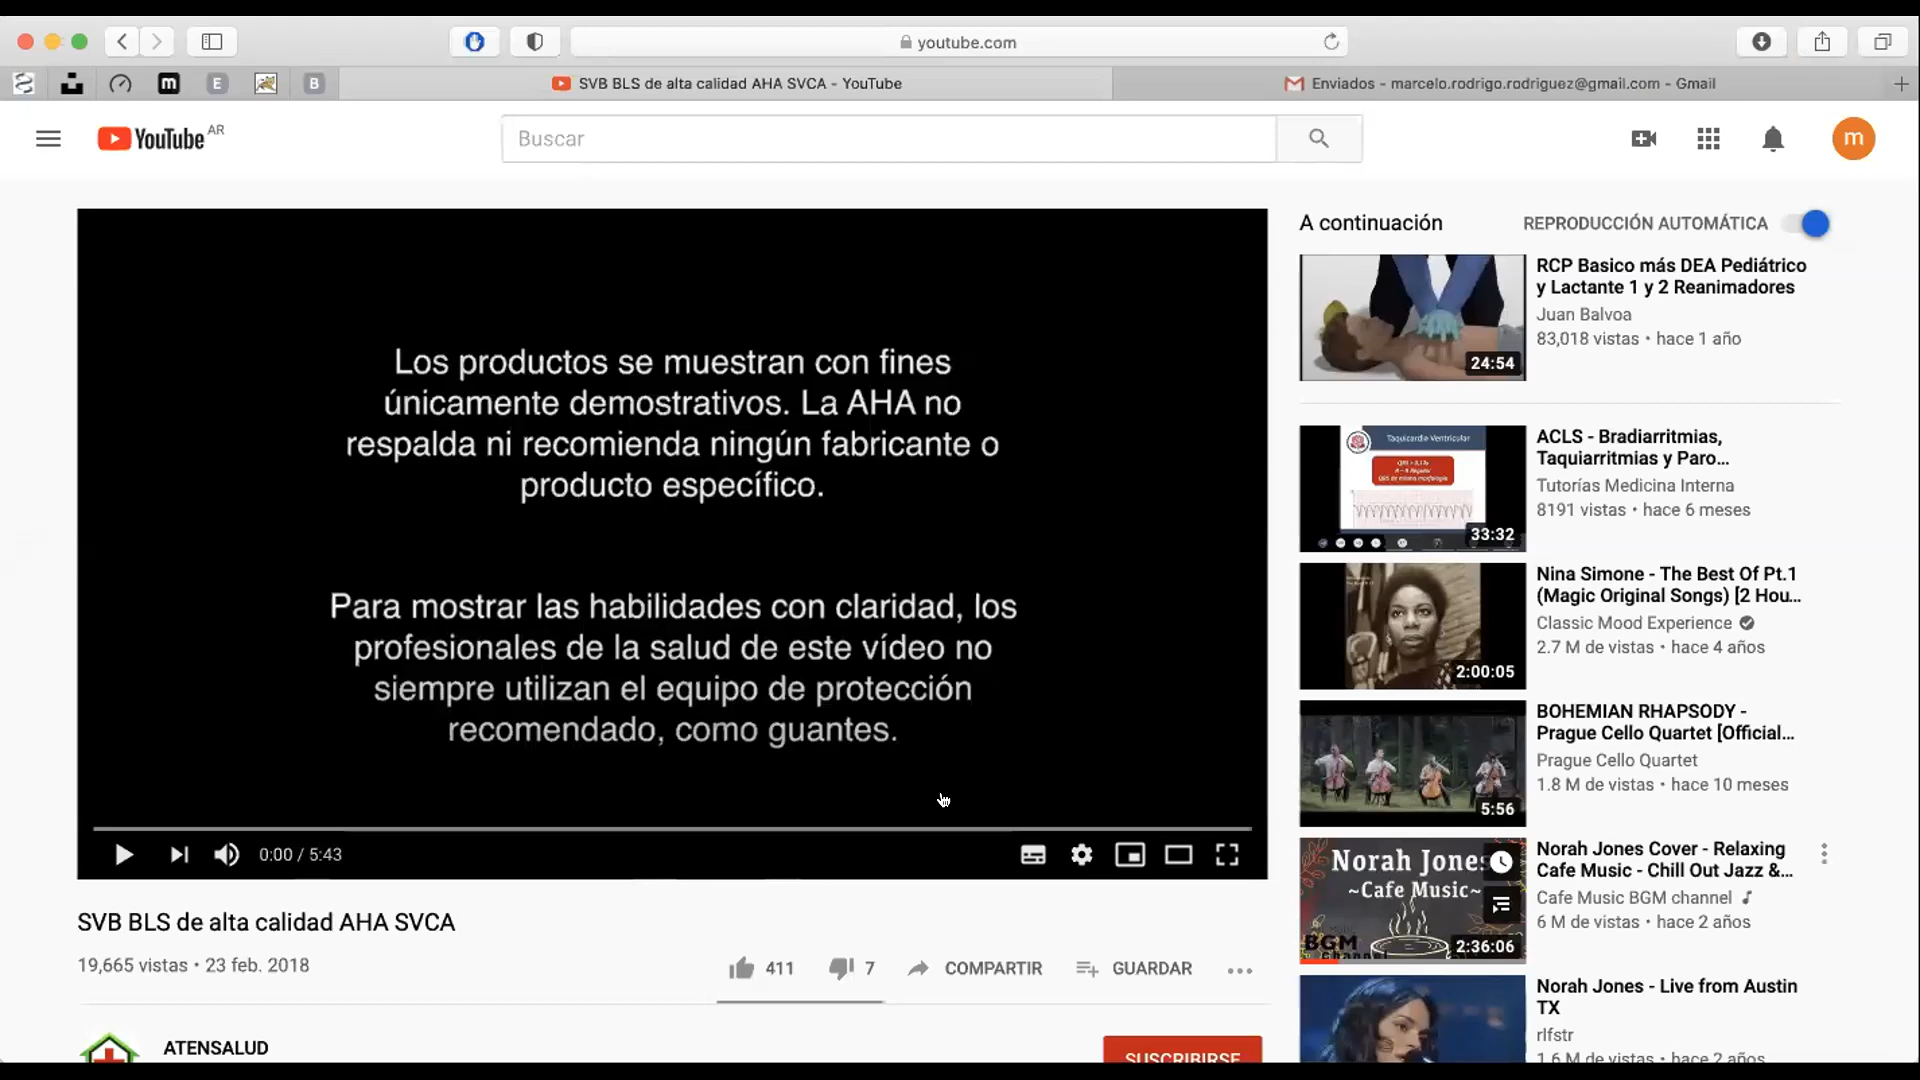 youtube.com
m
E
B
SVB BLS de alta calidad AHA SVCA - YouTube
Enviados - marcelo.rodrigo.rodriguez@gmail.com - Gmail
YouTube AR
Buscar
m
Los productos se muestran con fines
únicamente demostrativos. La AHA no
respalda ni recomienda ningún fabricante o
producto específico.
Para mostrar las habilidades con claridad, los
profesionales de la salud de este vídeo no
siempre utilizan el equipo de protección
recomendado, como guantes.
0:00 / 5:43
SVB BLS de alta calidad AHA SVCA
19,665 vistas • 23 feb. 2018
411
7
COMPARTIR
GUARDAR
ATENSALUD
SUSCRIBIRSE
A continuación
REPRODUCCIÓN AUTOMÁTICA
24:54
RCP Basico más DEA Pediátrico
y Lactante 1 y 2 Reanimadores
Juan Balvoa
83,018 vistas • hace 1 año
Taquicardia Ventricular
33:32
ACLS - Bradiarritmias,
Taquiarritmias y Paro...
Tutorías Medicina Interna
8191 vistas • hace 6 meses
2:00:05
Nina Simone - The Best Of Pt.1
(Magic Original Songs) [2 Hou...
Classic Mood Experience
2.7 M de vistas • hace 4 años
5:56
BOHEMIAN RHAPSODY -
Prague Cello Quartet [Official...
Prague Cello Quartet
1.8 M de vistas • hace 10 meses
Norah Jones
~Cafe Music~
BGM
channel
2:36:06
Norah Jones Cover - Relaxing
Cafe Music - Chill Out Jazz &...
Cafe Music BGM channel
6 M de vistas • hace 2 años
Norah Jones - Live from Austin
TX
rlfstr
1.6 M de vistas • hace 2 años